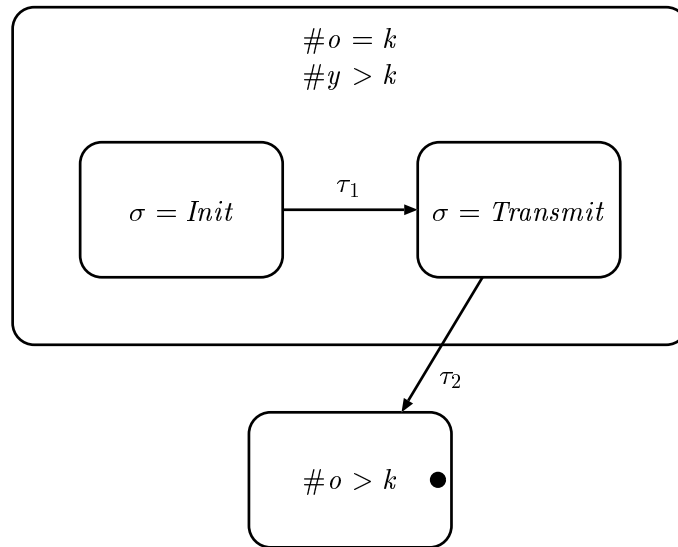 #o = k
#y > k
σ = Init
τ₁
σ = Transmit
τ₂
#o > k